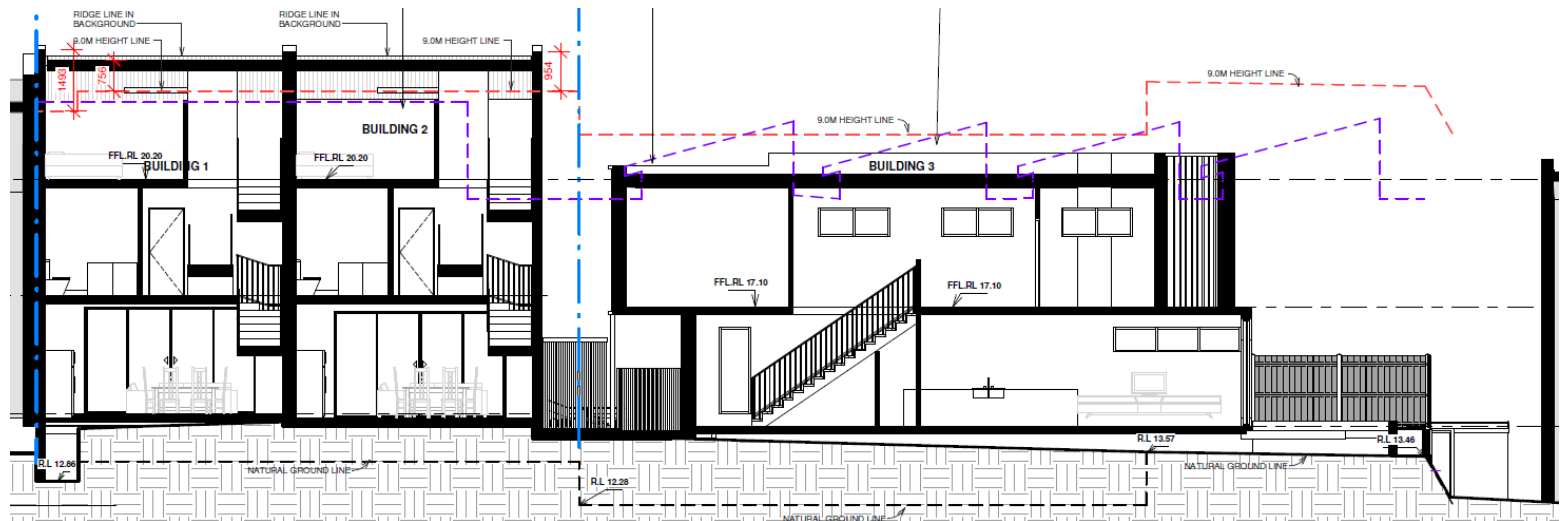 RIDGE LINE IN
BACKGROUND
RIDGE LINE IN
BACKGROUND
9.0M HEIGHT LINE
9.0M HEIGHT LINE
9.0M HEIGHT LINE
1493
756
954
9.0M HEIGHT LINE
BUILDING 2
FFL.RL 20.20
BUILDING 1
FFL.RL 20.20
BUILDING 3
FFL.RL 17.10
FFL.RL 17.10
R.L 12.86
NATURAL GROUND LINE
R.L 12.28
R.L 13.57
R.L 13.46
NATURAL GROUND LINE
NATURAL GROUND LINE